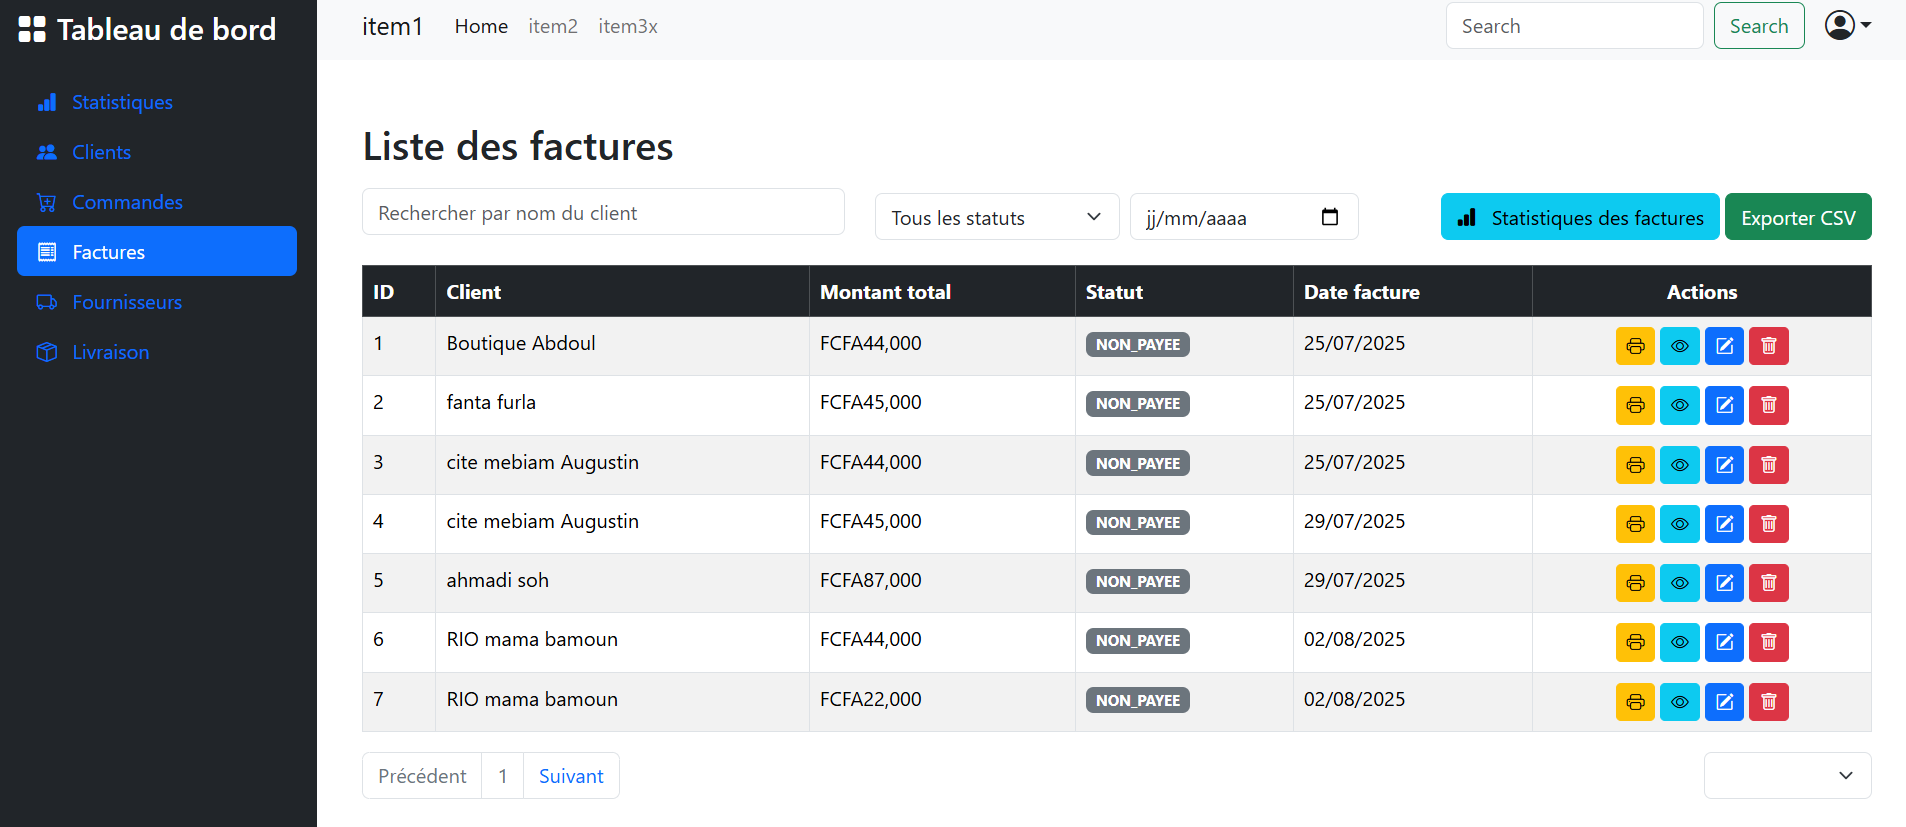 Tableau de bord
Statistiques
Clients
Commandes
Factures
Fournisseurs
Livraison
item1 Home item2 item3x Search Search
Liste des factures
Rechercher par nom du client Tous les statuts jj/mm/aaaa Statistiques des factures Exporter CSV
ID Client Montant total Statut Date facture Actions
1 Boutique Abdoul FCFA44,000 NON_PAYEE 25/07/2025
2 fanta furla FCFA45,000 NON_PAYEE 25/07/2025
3 cite mebiam Augustin FCFA44,000 NON_PAYEE 25/07/2025
4 cite mebiam Augustin FCFA45,000 NON_PAYEE 29/07/2025
5 ahmadi soh FCFA87,000 NON_PAYEE 29/07/2025
6 RIO mama bamoun FCFA44,000 NON_PAYEE 02/08/2025
7 RIO mama bamoun FCFA22,000 NON_PAYEE 02/08/2025
Précédent 1 Suivant